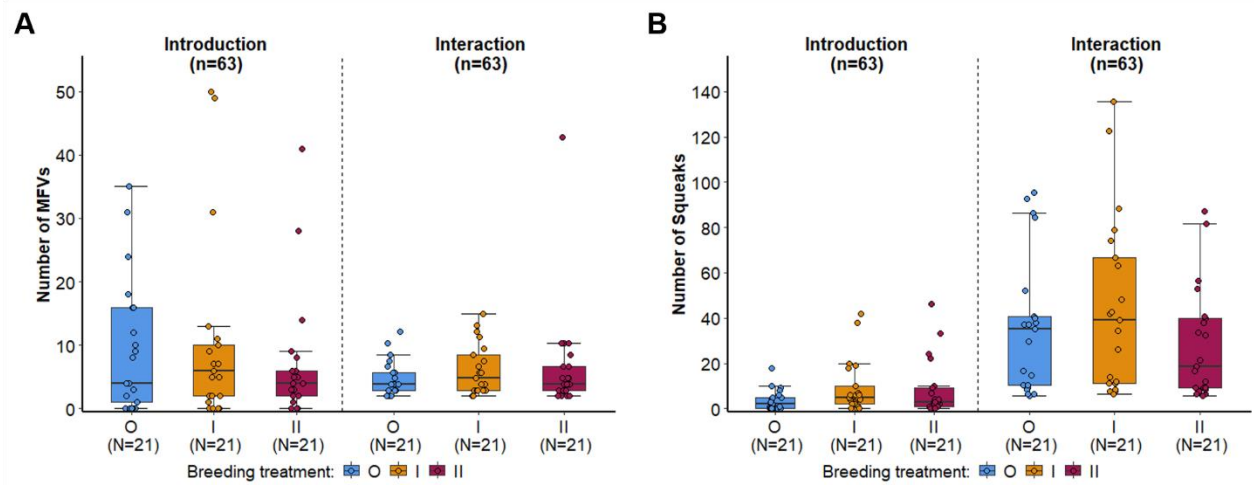 A
Introduction
(n=63)
Interaction
(n=63)
Number of MFVs
50
40
30
20
10
0
O
(N=21)
I
(N=21)
II
(N=21)
O
(N=21)
I
(N=21)
II
(N=21)
Breeding treatment: O I II
B
Introduction
(n=63)
Interaction
(n=63)
Number of Squeaks
140
120
100
80
60
40
20
0
O
(N=21)
I
(N=21)
II
(N=21)
O
(N=21)
I
(N=21)
II
(N=21)
Breeding treatment: O I II